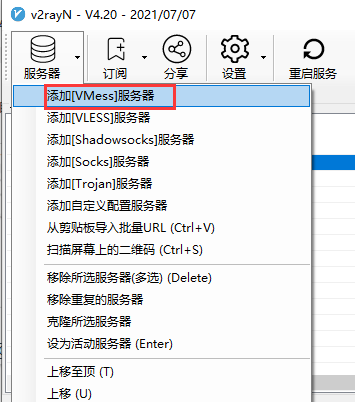 v2rayN - V4.20 - 2021/07/07
服务器 订阅 分享 设置 重启服务
添加[VMess]服务器
添加[VLESS]服务器
添加[Shadowsocks]服务器
添加[Socks]服务器
添加[Trojan]服务器
添加自定义配置服务器
从剪贴板导入批量URL (Ctrl+V)
扫描屏幕上的二维码 (Ctrl+S)
移除所选服务器(多选) (Delete)
移除重复的服务器
克隆所选服务器
设为活动服务器 (Enter)
上移至顶 (T)
上移 (U)